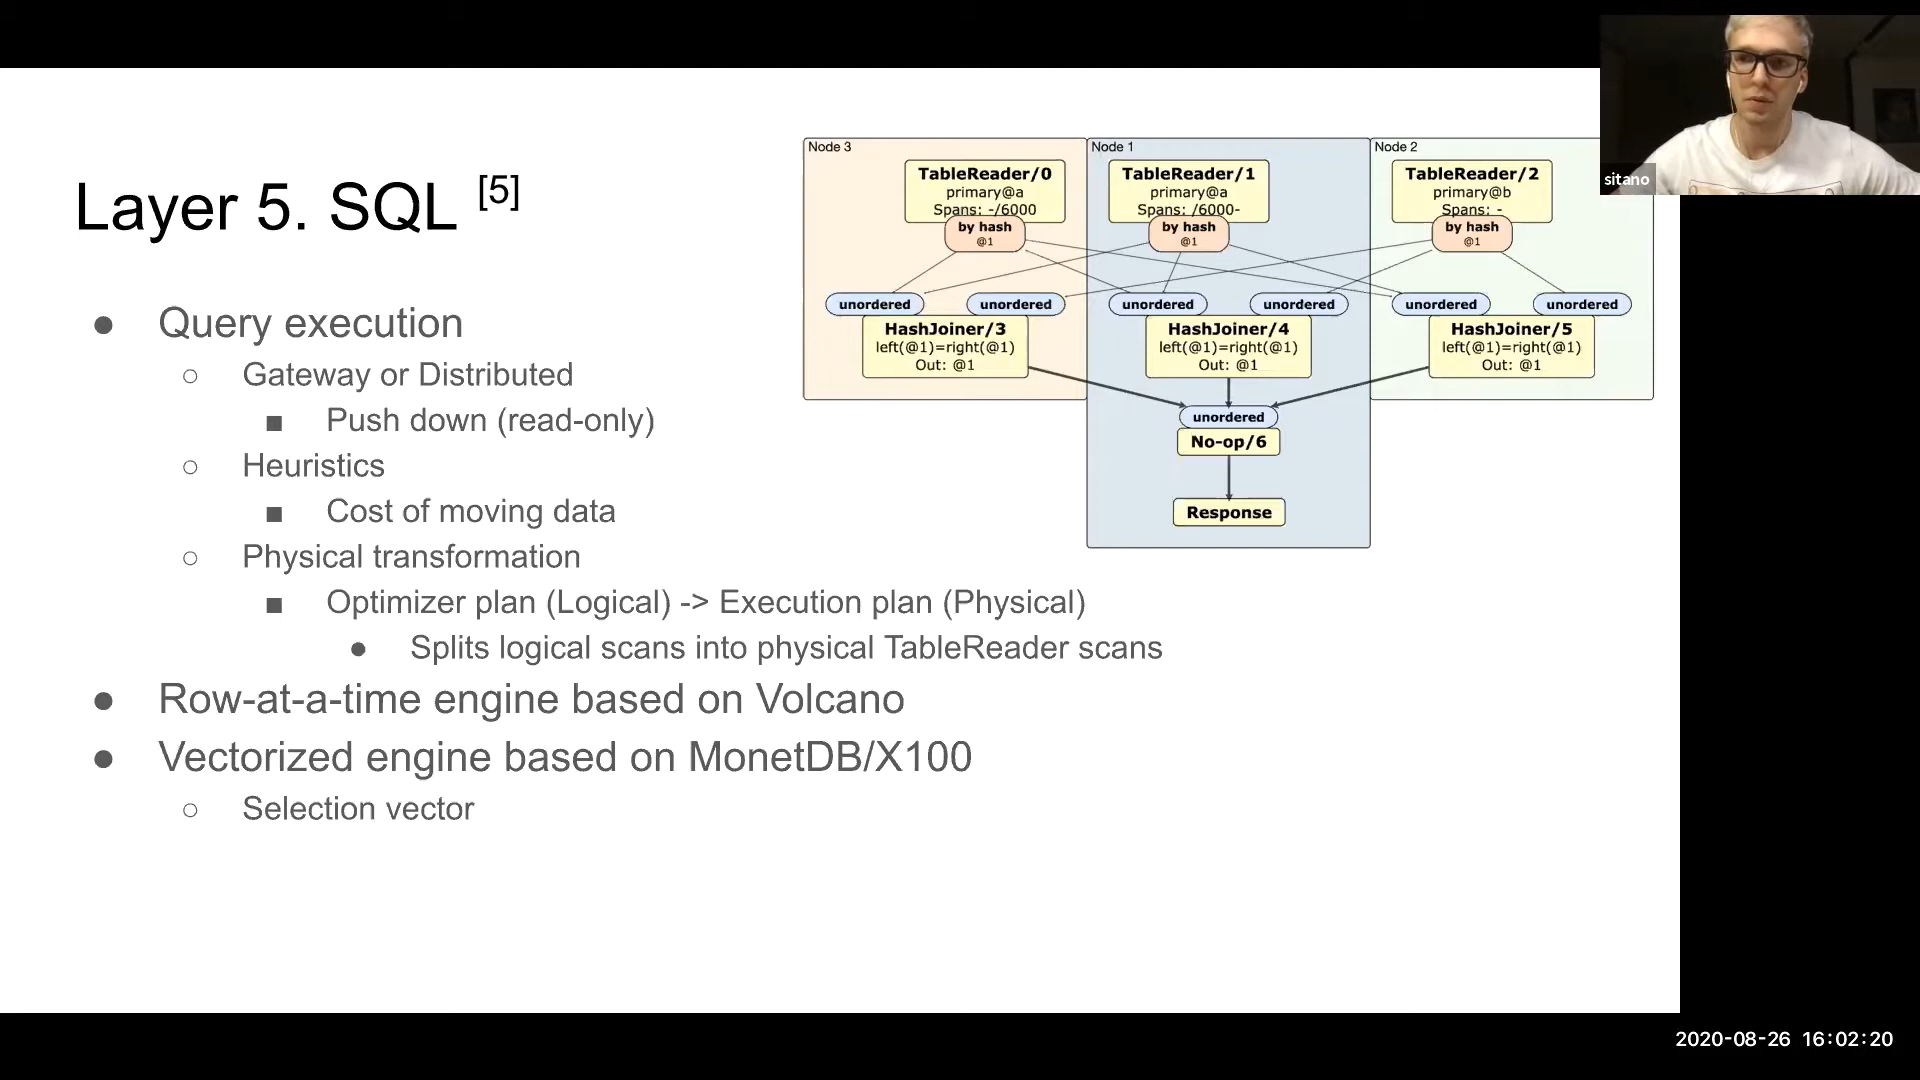 Layer 5. SQL [5]
● Query execution
○ Gateway or Distributed
■ Push down (read-only)
○ Heuristics
■ Cost of moving data
○ Physical transformation
■ Optimizer plan (Logical) -> Execution plan (Physical)
● Splits logical scans into physical TableReader scans
● Row-at-a-time engine based on Volcano
● Vectorized engine based on MonetDB/X100
○ Selection vector
Node 3
TableReader/0
primary@a
Spans: -/6000
by hash
@1
unordered
unordered
HashJoiner/3
left(@1)=right(@1)
Out: @1
Node 1
TableReader/1
primary@a
Spans: /6000-
by hash
@1
unordered
unordered
HashJoiner/4
left(@1)=right(@1)
Out: @1
unordered
No-op/6
Response
Node 2
TableReader/2
primary@b
Spans: -
by hash
@1
unordered
unordered
HashJoiner/5
left(@1)=right(@1)
Out: @1
sitano
2020-08-26 16:02:20